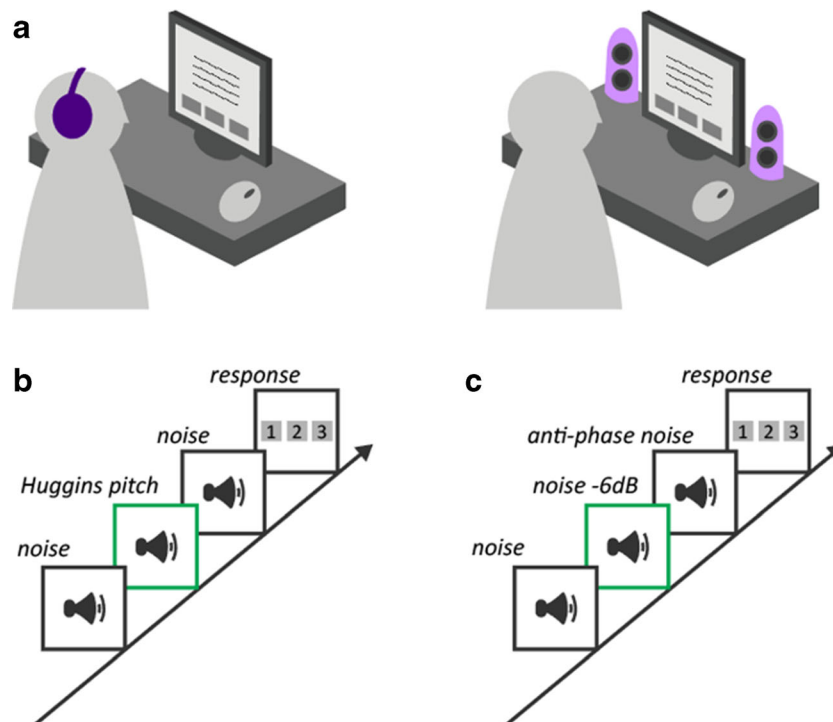 a
b
response
1 2 3
noise
Huggins pitch
noise
c
response
1 2 3
anti-phase noise
noise -6dB
noise